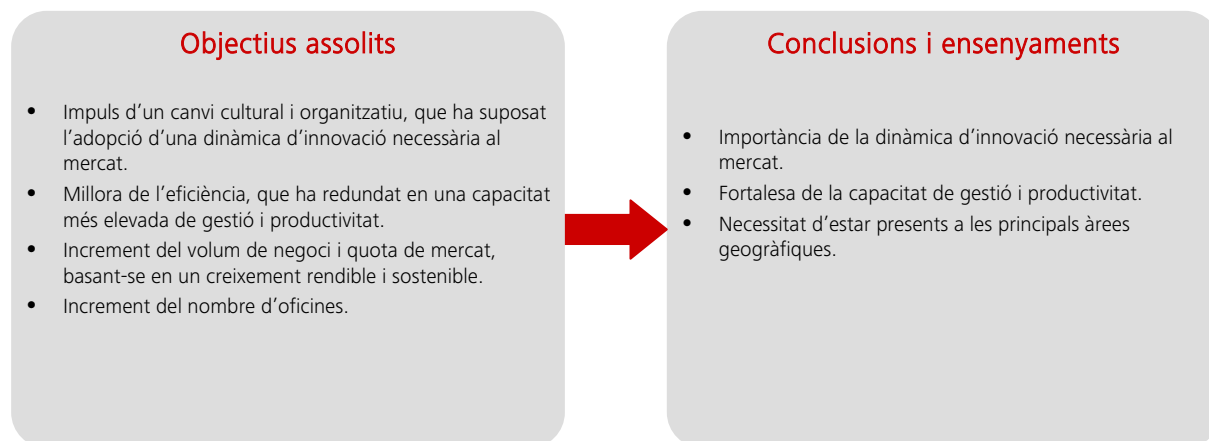 Objectius assolits
• Impuls d'un canvi cultural i organitzatiu, que ha suposat
l'adopció d'una dinàmica d'innovació necessària al
mercat.
• Millora de l'eficiència, que ha redundat en una capacitat
més elevada de gestió i productivitat.
• Increment del volum de negoci i quota de mercat,
basant-se en un creixement rendible i sostenible.
• Increment del nombre d'oficines.
Conclusions i ensenyaments
• Importància de la dinàmica d'innovació necessària al
mercat.
• Fortalesa de la capacitat de gestió i productivitat.
• Necessitat d'estar presents a les principals àrees
geogràfiques.